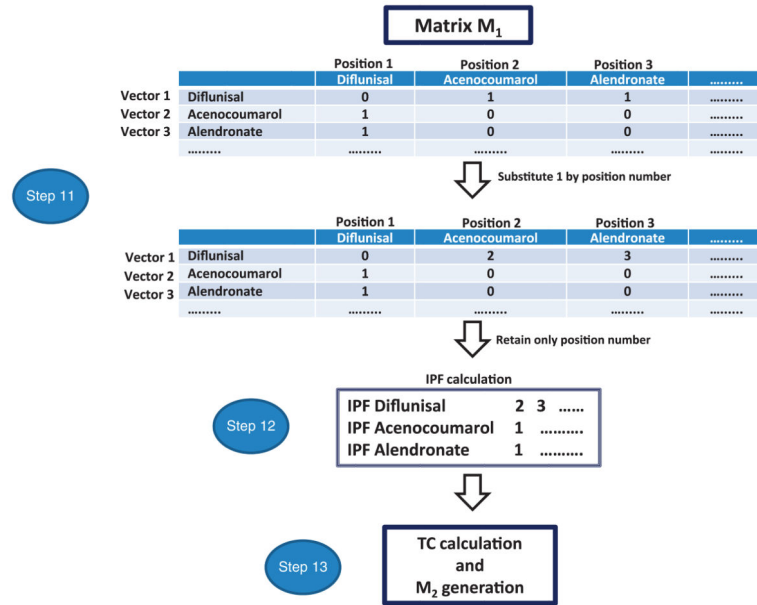 Matrix M₁
Position 1 Position 2 Position 3
Diflunisal Acenocoumarol Alendronate .........
Vector 1 Diflunisal 0 1 1 .........
Vector 2 Acenocoumarol 1 0 0 .........
Vector 3 Alendronate 1 0 0 .........
......... ......... ......... ......... .........
Step 11
Substitute 1 by position number
Position 1 Position 2 Position 3
Diflunisal Acenocoumarol Alendronate .........
Vector 1 Diflunisal 0 2 3 .........
Vector 2 Acenocoumarol 1 0 0 .........
Vector 3 Alendronate 1 0 0 .........
......... ......... ......... ......... .........
Retain only position number
IPF calculation
IPF Diflunisal 2 3 ......
Step 12
IPF Acenocoumarol 1 ..........
IPF Alendronate 1 ..........
TC calculation
and
Step 13
M₂ generation